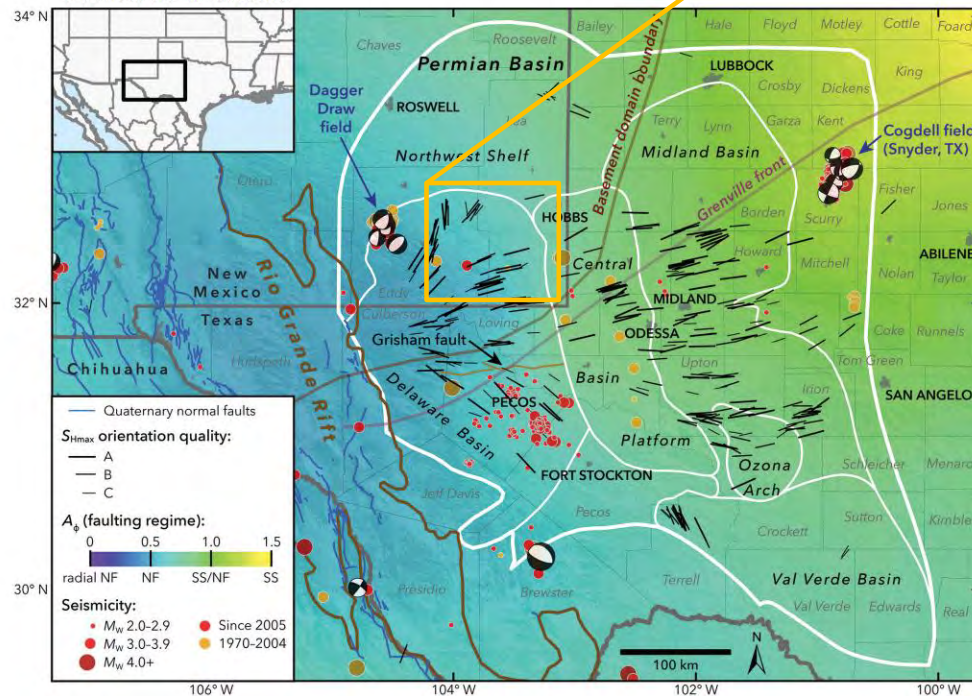 34° N
32° N
30° N
106° W
104° W
102° W
100° W
Chaves
Roosevelt
Bailey
Hale
Floyd
Motley
Cottle
Foard
Permian Basin
LUBBOCK
King
Crosby
Dickens
Dagger
Draw
field
ROSWELL
Lea
Basement domain boundary
Terry
Lynn
Garza
Kent
Cogdell field
(Snyder, TX)
Northwest Shelf
Midland Basin
Otero
Grenville front
Fisher
Jones
HOBBS
Borden
Scurry
Rio Grande Rift
Central
Howard
Mitchell
ABILENE
Nolan
Taylor
New
Mexico
Texas
Eddy
Culberson
Loving
MIDLAND
ODESSA
Coke
Runnels
Grisham fault
Hudspeth
Chihuahua
Upton
Tom Green
Basin
Irion
SAN ANGELO
Delaware Basin
PECOS
Platform
Ozona
Arch
Schleicher
Menard
FORT STOCKTON
Jeff Davis
Pecos
Crockett
Sutton
Kimble
Presidio
Brewster
Terrell
Val Verde Basin
Val Verde
Edwards
Real
Quaternary normal faults
SHmax orientation quality:
A
B
C
Aϕ (faulting regime):
0 0.5 1.0 1.5
radial NF NF SS/NF SS
Seismicity:
Mw 2.0-2.9
Mw 3.0-3.9
Mw 4.0+
Since 2005
1970-2004
N
100 km